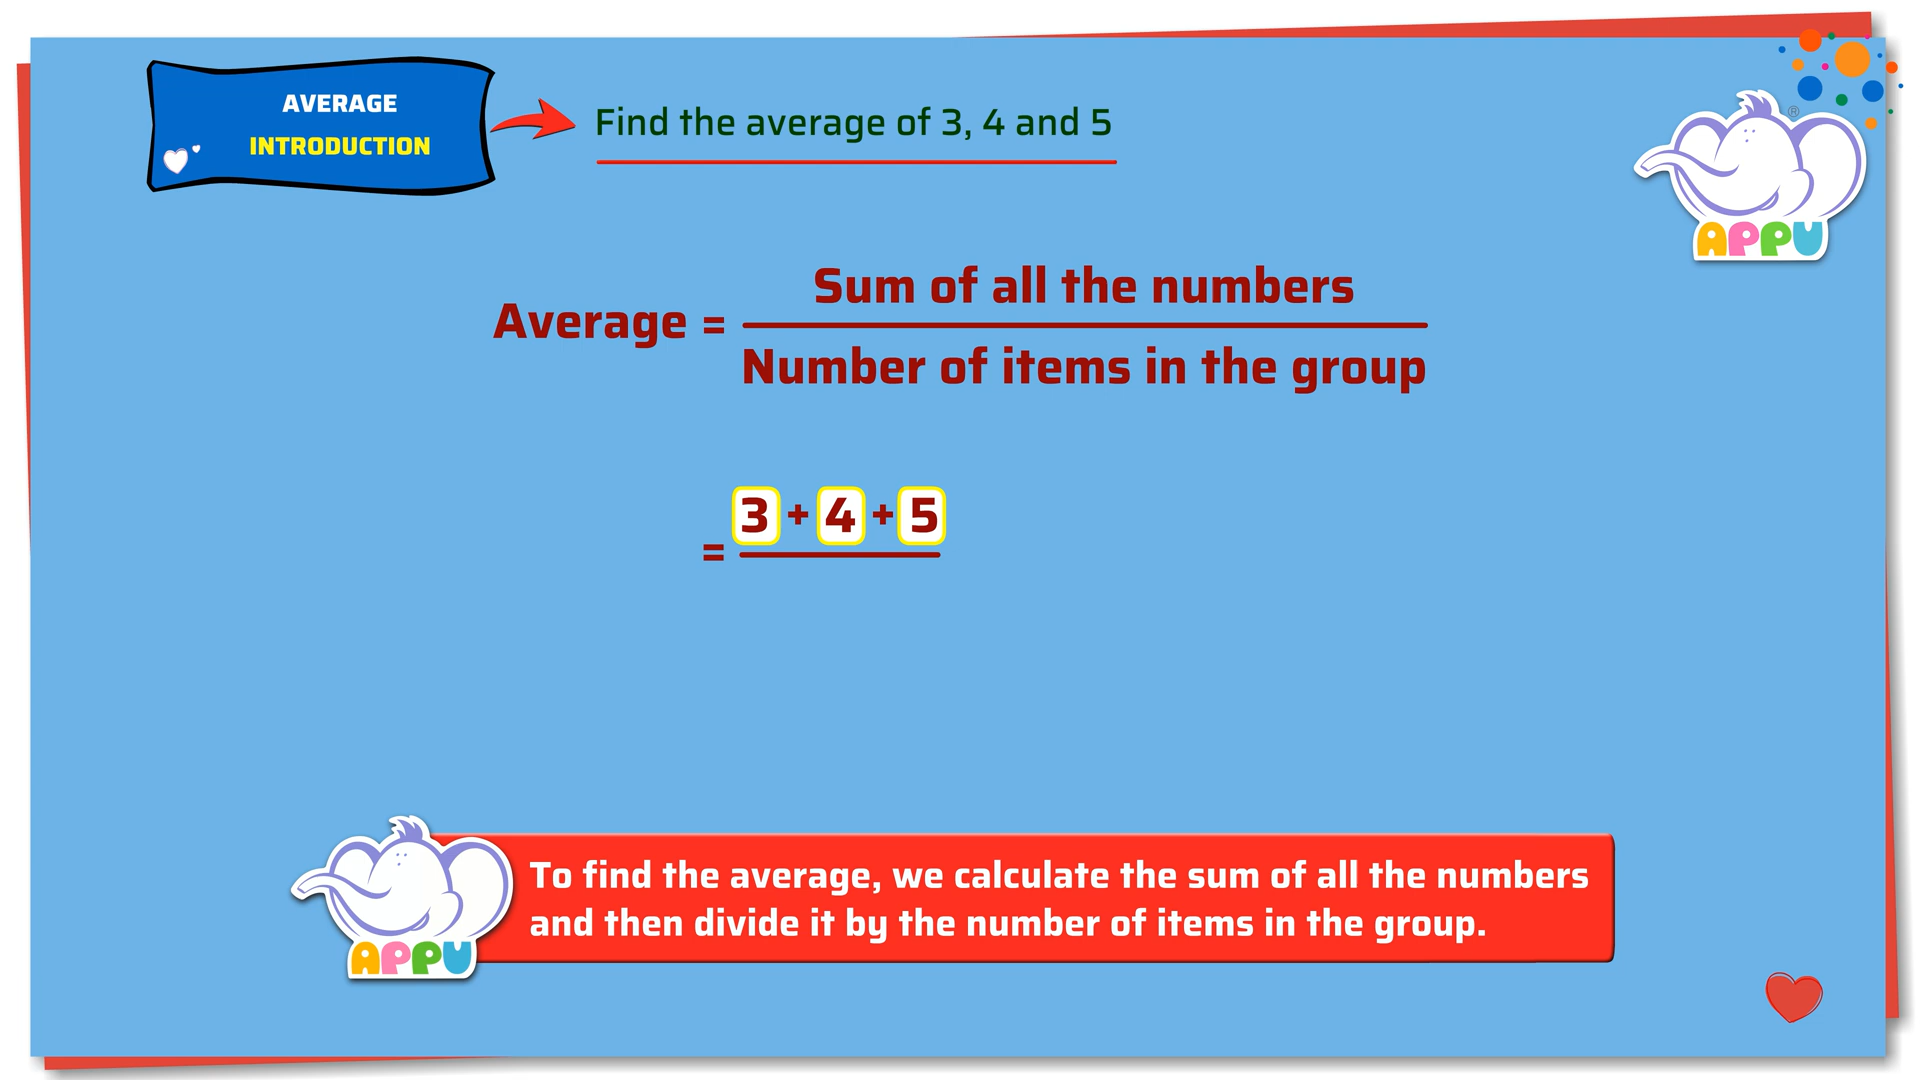 AVERAGE
INTRODUCTION
Find the average of 3, 4 and 5
®
APPU
Sum of all the numbers
Average =
Number of items in the group
3 + 4 + 5
=
To find the average, we calculate the sum of all the numbers
and then divide it by the number of items in the group.
APPU